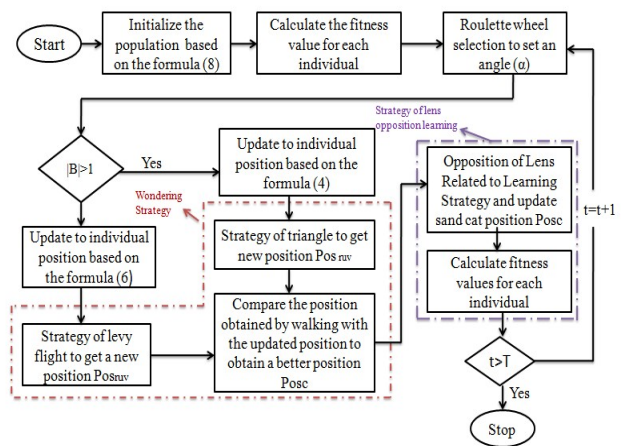 Start
Initialize the
population based
on the formula (8)
Calculate the fitness
value for each
individual
Roulette wheel
selection to set an
angle (α)
Strategy of lens
opposition learning
|B|>1
Yes
Update to individual
position based on the
formula (4)
Opposition of Lens
Related to Learning
Strategy and update
sand cat position Posc
t=t+1
Wondering
Strategy
Update to individual
position based on
the formula (6)
Strategy of triangle to get
new position Pos ruv
Calculate fitness
values for each
individual
Strategy of levy
flight to get a new
position Posruv
Compare the position
obtained by walking with
the updated position to
obtain a better position
Posc
t>T
Yes
Stop